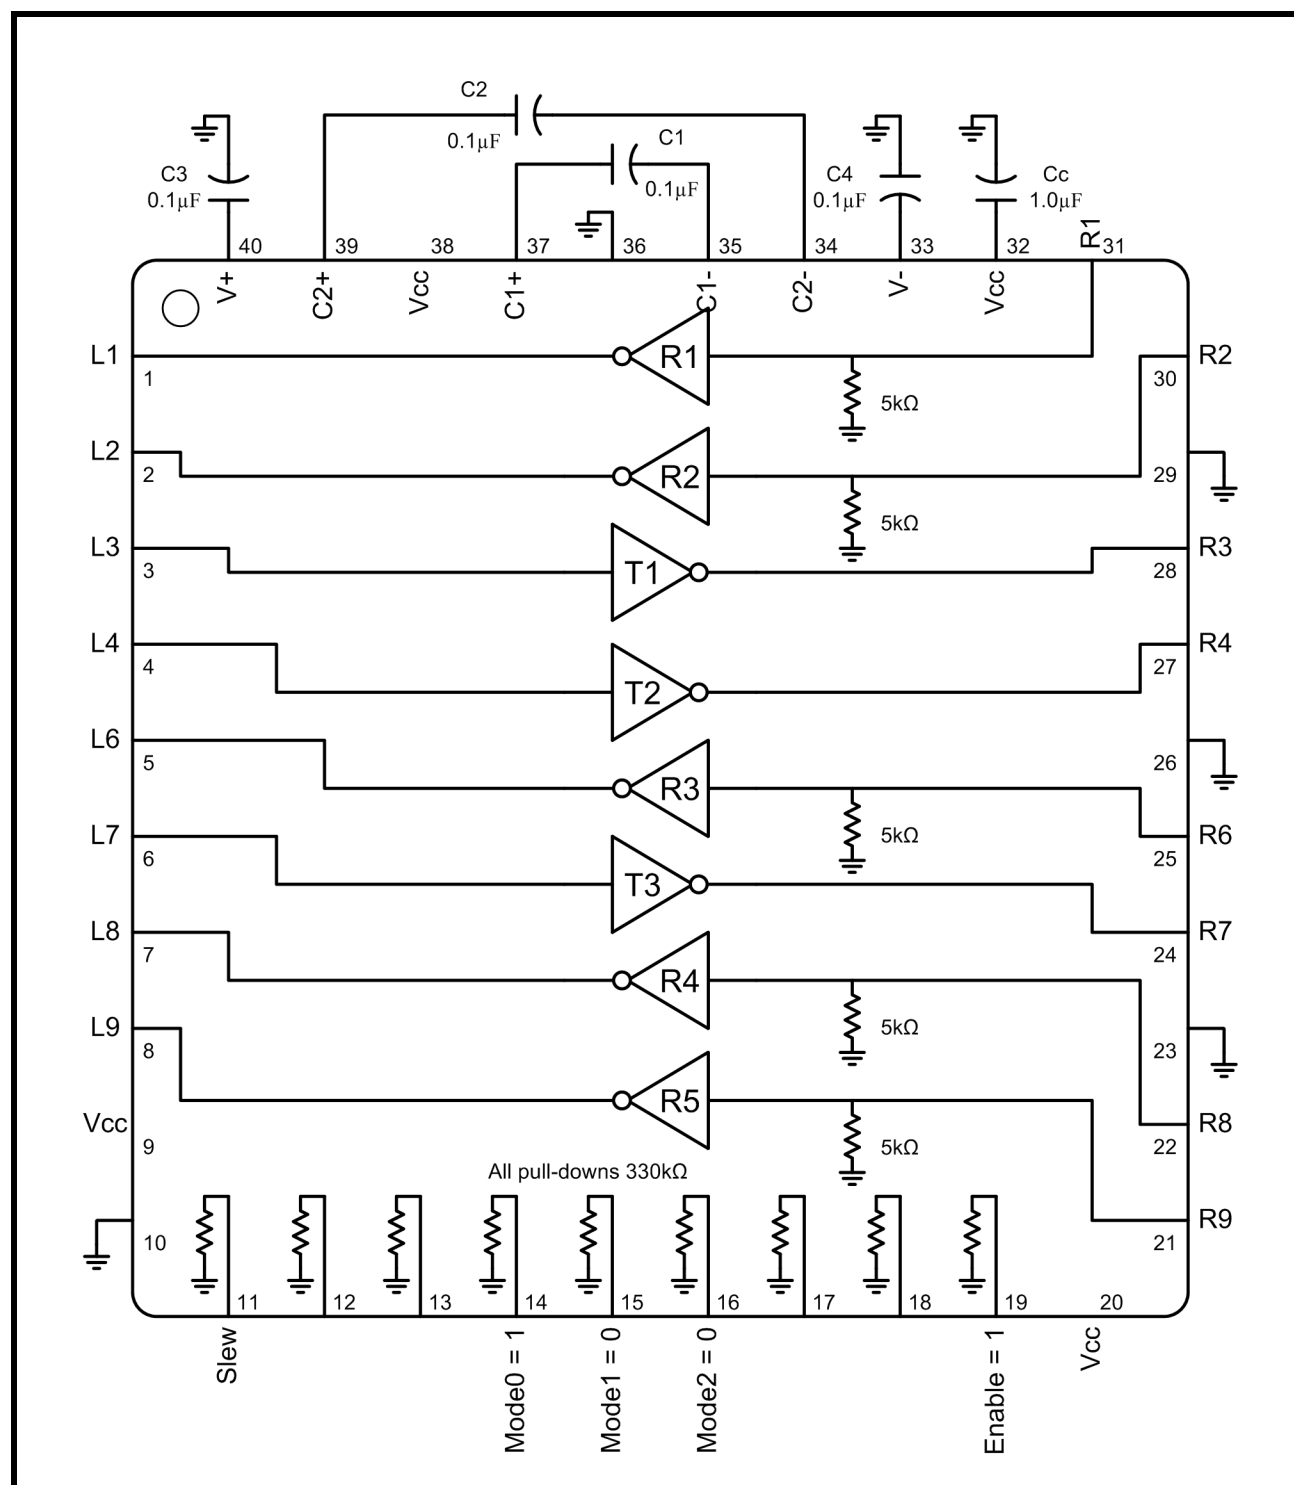 C2
0.1µF
C1
0.1µF
C3
0.1µF
C4
0.1µF
Cc
1.0µF
40 39 38 37 36 35 34 33 32 31
R1
V+ C2+ Vcc C1+ C1- C2- V- Vcc
L1 1 R1 5kΩ 30 R2
L2 2 R2 5kΩ 29
L3 3 T1 28 R3
L4 4 T2 27 R4
L6 5 R3 5kΩ 26
L7 6 T3 25 R6
L8 7 R4 5kΩ 24 R7
L9 8 R5 5kΩ 23
Vcc 9 22 R8
All pull-downs 330kΩ
10 21 R9
11 12 13 14 15 16 17 18 19 20
Slew
Mode0 = 1
Mode1 = 0
Mode2 = 0
Enable = 1
Vcc